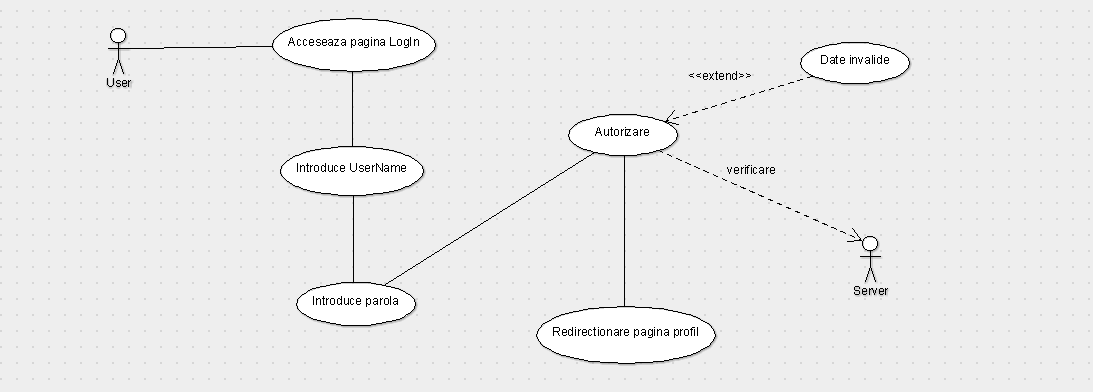 Acceseaza pagina LogIn
User
Date invalide
<<extend>>
Autorizare
Introduce UserName
verificare
Server
Introduce parola
Redirectionare pagina profil